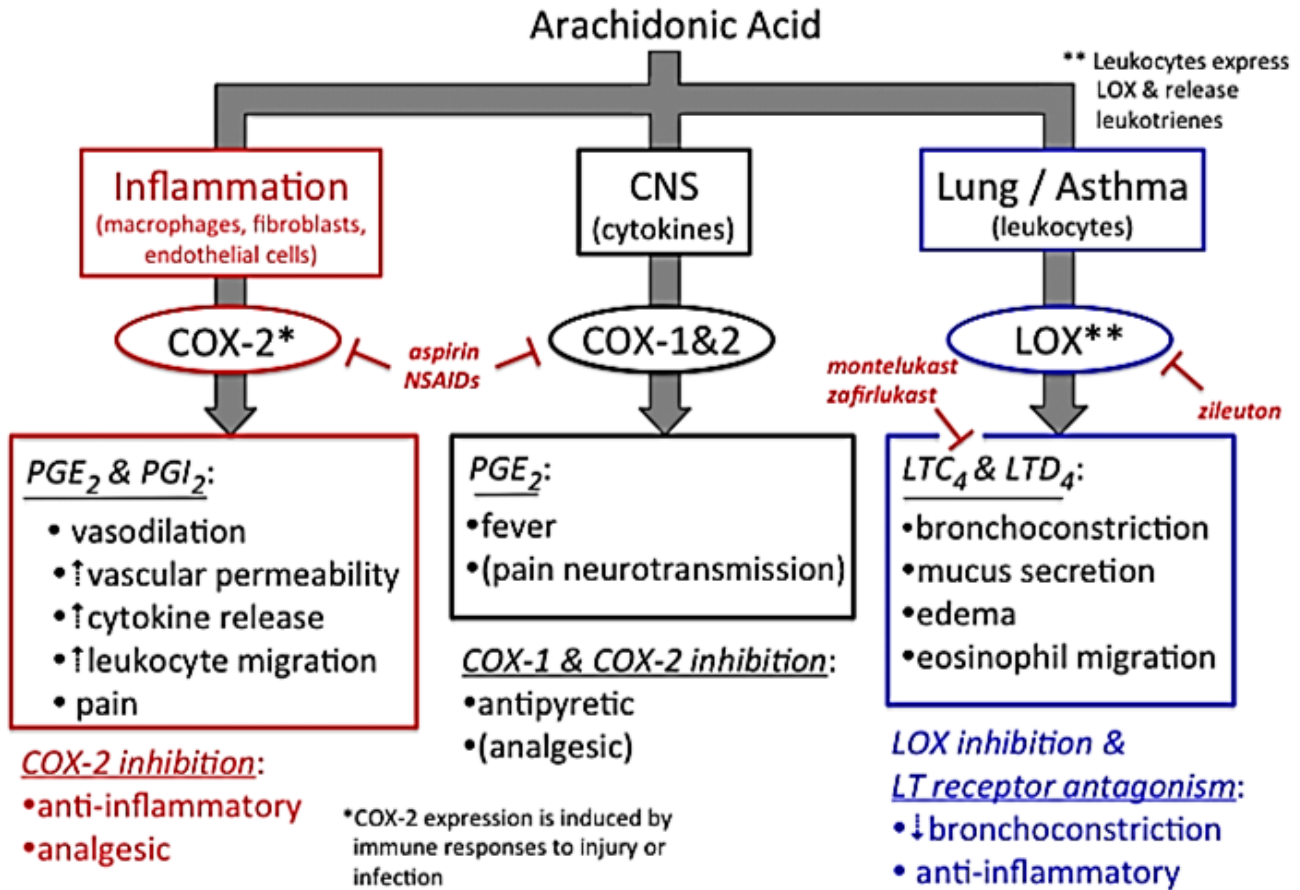 Arachidonic Acid
** Leukocytes express
LOX & release
leukotrienes
Inflammation
(macrophages, fibroblasts,
endothelial cells)
CNS
(cytokines)
Lung / Asthma
(leukocytes)
COX-2*
aspirin
NSAIDs
COX-1&2
LOX**
montelukast
zafirlukast
zileuton
PGE₂ & PGI₂:
• vasodilation
•↑vascular permeability
•↑cytokine release
•↑leukocyte migration
• pain
COX-2 inhibition:
•anti-inflammatory
•analgesic
PGE₂:
•fever
•(pain neurotransmission)
COX-1 & COX-2 inhibition:
•antipyretic
•(analgesic)
*COX-2 expression is induced by
immune responses to injury or
infection
LTC₄ & LTD₄:
•bronchoconstriction
•mucus secretion
•edema
•eosinophil migration
LOX inhibition &
LT receptor antagonism:
•↓bronchoconstriction
• anti-inflammatory